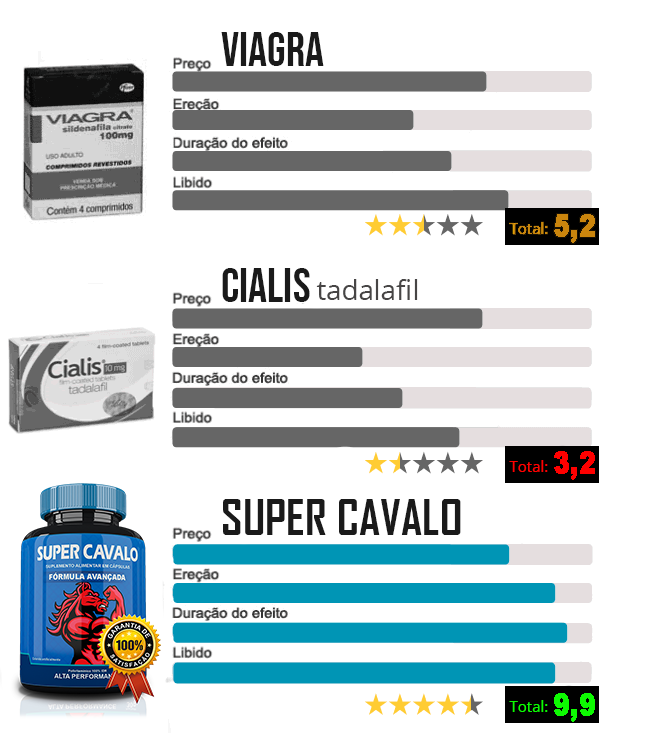 VIAGRA
Preço
Ereção
Duração do efeito
Libido
Total: 5,2
Pfizer
VIAGRA®
sildenafila citrato
100mg
USO ADULTO
COMPRIMIDOS REVESTIDOS
VENDA SOB
PRESCRIÇÃO MÉDICA
Contém 4 comprimidos
CIALIS tadalafil
Preço
Ereção
Duração do efeito
Libido
Total: 3,2
4 film-coated tablets
Cialis® 10 mg
film-coated tablets
tadalafil
SUPER CAVALO
Preço
Ereção
Duração do efeito
Libido
Total: 9,9
SUPER CAVALO
SUPLEMENTO ALIMENTAR EM CÁPSULAS
FÓRMULA AVANÇADA
GARANTIA DE
100%
SATISFAÇÃO
ALTA PERFORMAN